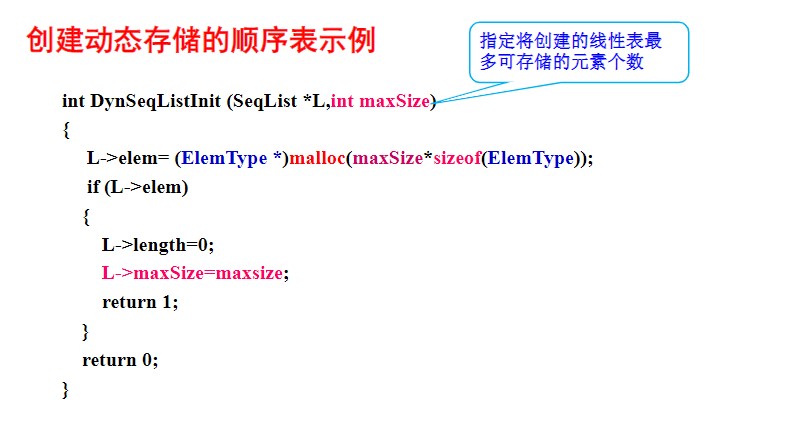 创建动态存储的顺序表示例
指定将创建的线性表最
多可存储的元素个数
int DynSeqListInit (SeqList *L,int maxSize)
{
L->elem= (ElemType *)malloc(maxSize*sizeof(ElemType));
if (L->elem)
{
L->length=0;
L->maxSize=maxsize;
return 1;
}
return 0;
}